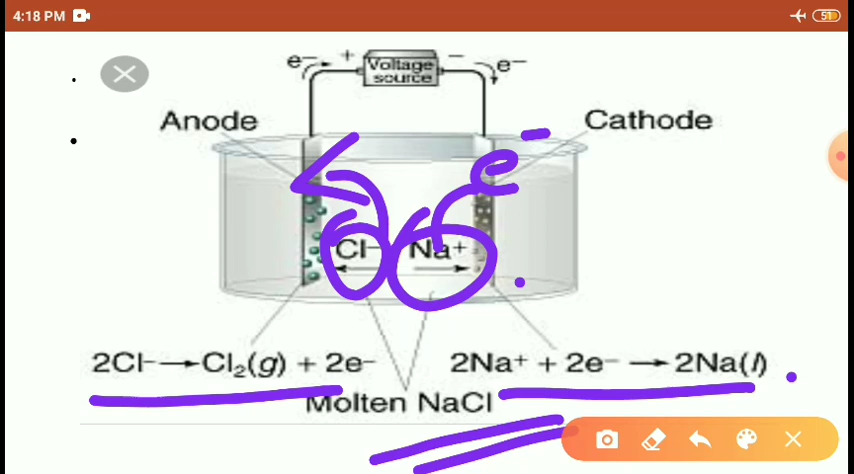 4:18 PM
51
e⁻ + Voltage source − e⁻
Anode
Cathode
e⁻
Cl⁻ Na⁺
2Cl⁻ → Cl₂(g) + 2e⁻
2Na⁺ + 2e⁻ → 2Na(l)
Molten NaCl